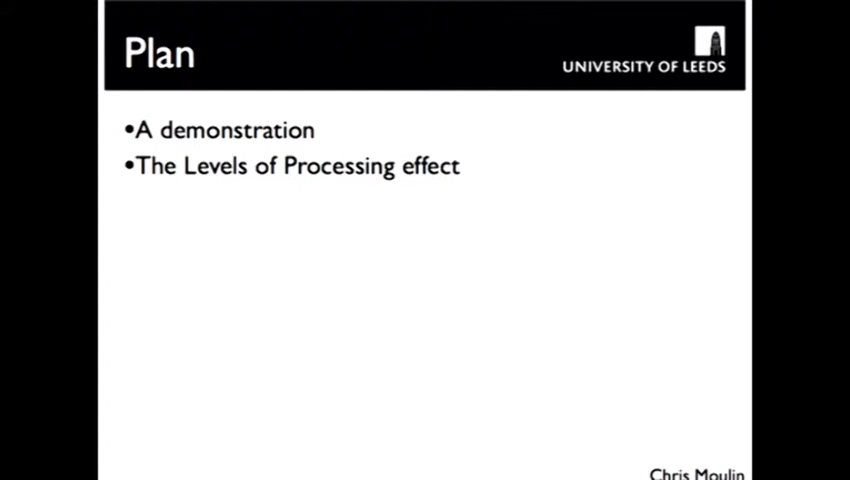 Plan
UNIVERSITY OF LEEDS
•A demonstration
•The Levels of Processing effect
Chris Moulin